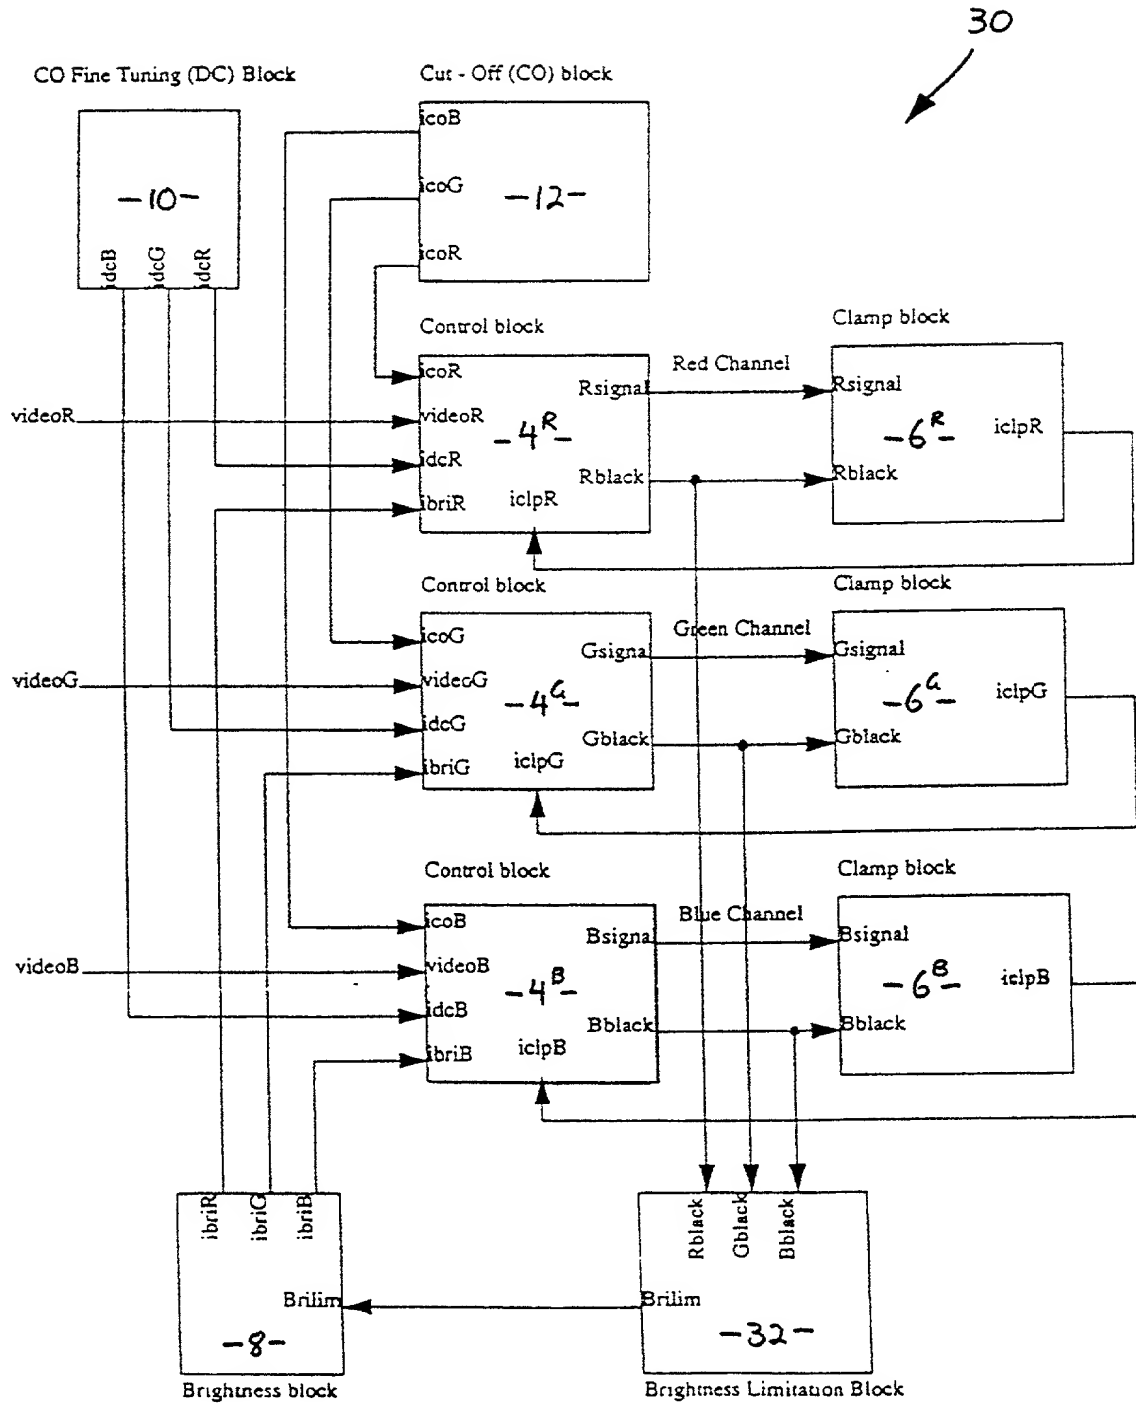 30
CO Fine Tuning (DC) Block
Cut - Off (CO) block
icoB
icoG
icoR
-10-
-12-
idcB
idcG
idcR
Control block
Clamp block
icoR
videoR
videoR
idcR
ibriR
Rsignal
Rblack
iclpR
-4R-
Red Channel
Rsignal
Rblack
iclpR
-6R-
Control block
Clamp block
icoG
videoG
videoG
idcG
ibriG
Gsigna
Gblack
iclpG
-4G-
Green Channel
Gsignal
Gblack
iclpG
-6G-
Control block
Clamp block
icoB
videoB
videoB
idcB
ibriB
Bsigna
Bblack
iclpB
-4B-
Blue Channel
Bsignal
Bblack
iclpB
-6B-
ibriR
ibriG
ibriB
Brilim
-8-
Brightness block
Rblack
Gblack
Bblack
Brilim
-32-
Brightness Limitation Block